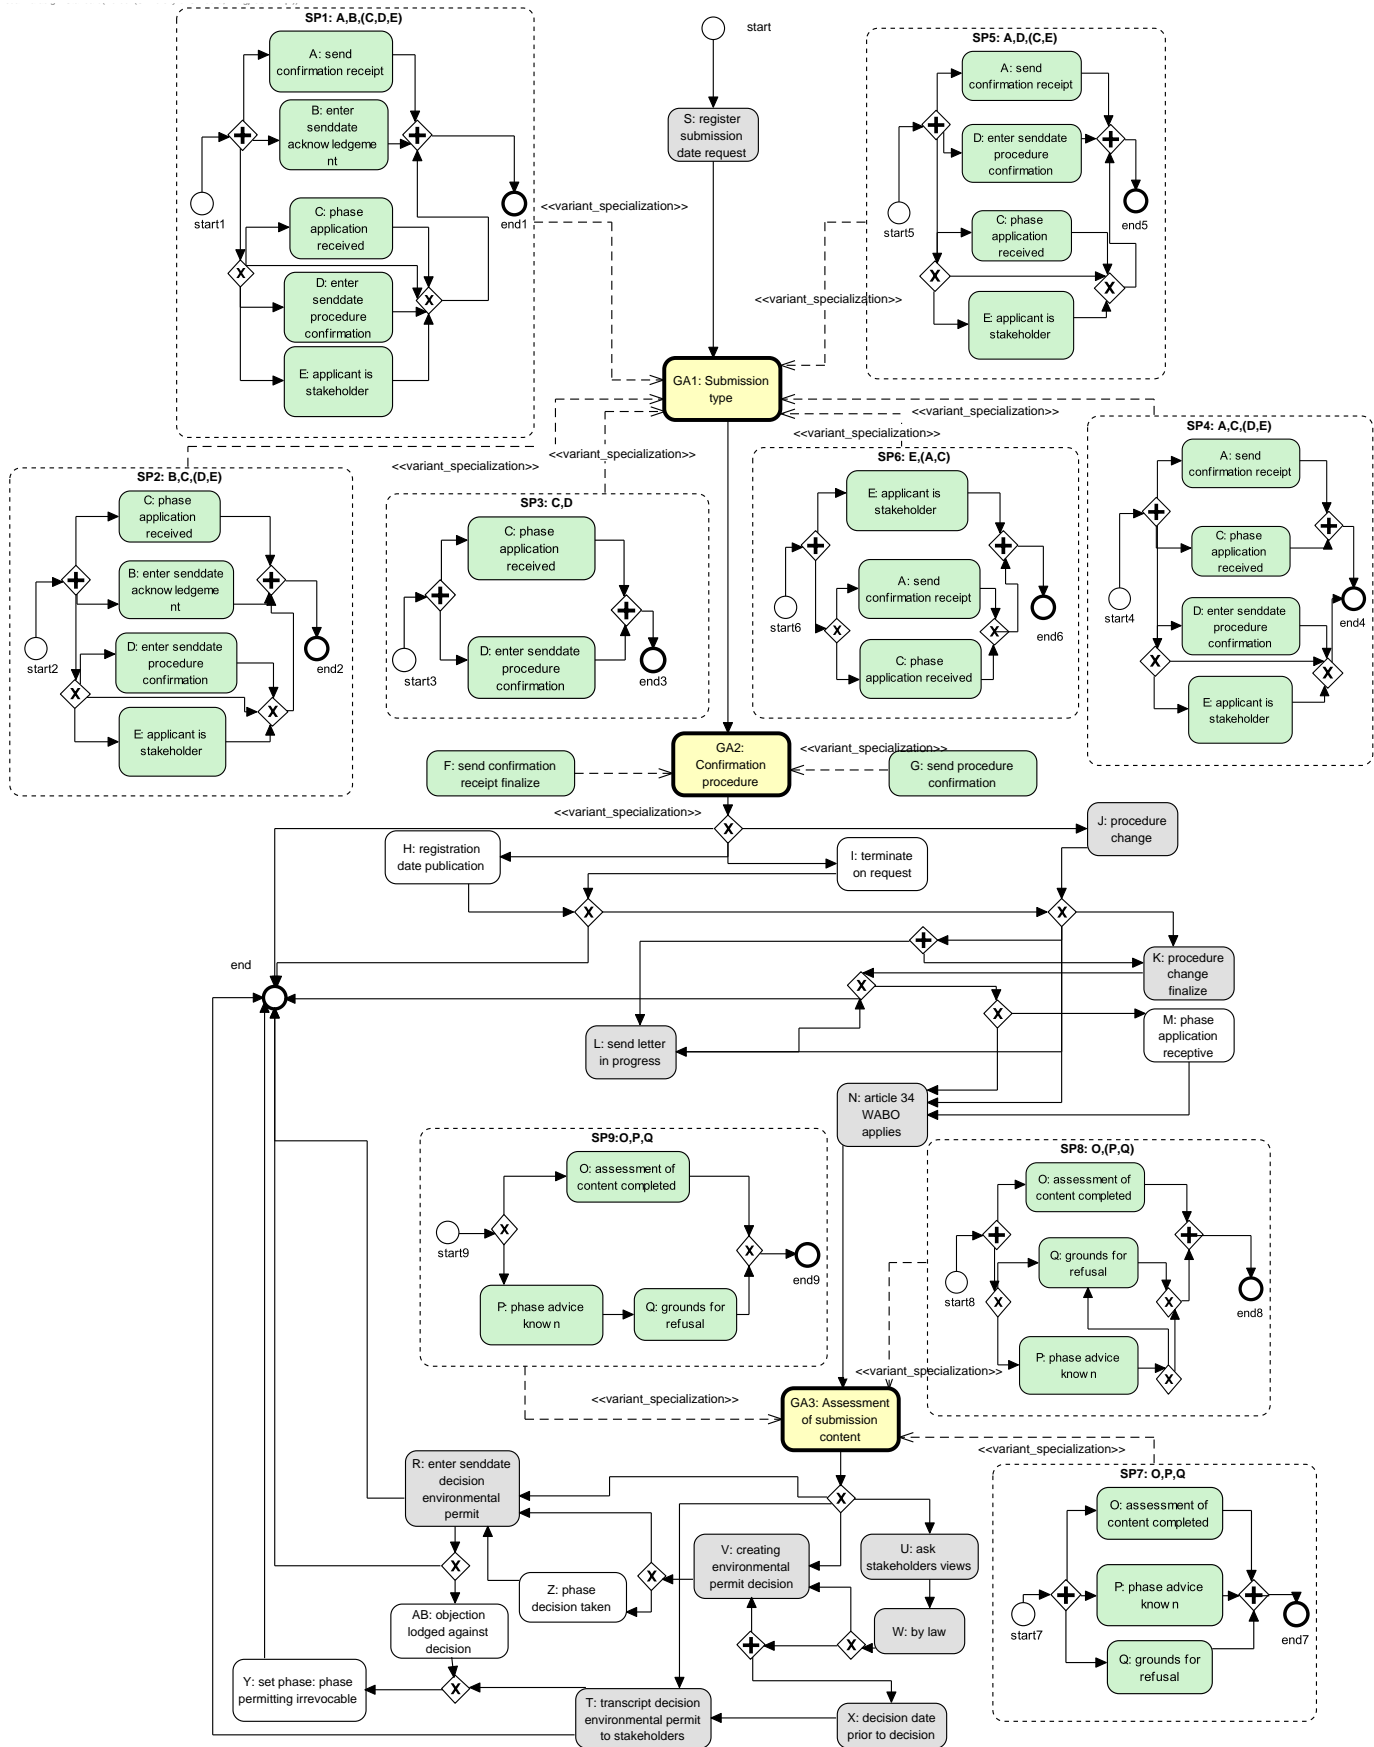 SP1: A,B,(C,D,E)
A: send
confirmation receipt
B: enter
senddate
acknow ledgeme
nt
C: phase
application
received
D: enter
senddate
procedure
confirmation
E: applicant is
stakeholder
start1
end1
start
S: register
submission
date request
SP5: A,D,(C,E)
A: send
confirmation receipt
D: enter senddate
procedure
confirmation
C: phase
application
received
E: applicant is
stakeholder
start5
end5
<<variant_specialization>>
<<variant_specialization>>
GA1: Submission
type
<<variant_specialization>>
<<variant_specialization>>
<<variant_specialization>>
<<variant_specialization>>
SP2: B,C,(D,E)
C: phase
application
received
B: enter senddate
acknow ledgeme
nt
D: enter senddate
procedure
confirmation
E: applicant is
stakeholder
start2
end2
SP3: C,D
C: phase
application
received
D: enter senddate
procedure
confirmation
start3
end3
SP6: E,(A,C)
E: applicant is
stakeholder
A: send
confirmation receipt
C: phase
application received
start6
end6
SP4: A,C,(D,E)
A: send
confirmation receipt
C: phase
application
received
D: enter senddate
procedure
confirmation
E: applicant is
stakeholder
start4
end4
F: send confirmation
receipt finalize
GA2:
Confirmation
procedure
<<variant_specialization>>
G: send procedure
confirmation
<<variant_specialization>>
J: procedure
change
H: registration
date publication
I: terminate
on request
end
K: procedure
change
finalize
L: send letter
in progress
M: phase
application
receptive
N: article 34
WABO
applies
SP9:O,P,Q
O: assessment of
content completed
P: phase advice
know n
Q: grounds for
refusal
start9
end9
SP8: O,(P,Q)
O: assessment of
content completed
Q: grounds for
refusal
P: phase advice
know n
start8
end8
<<variant_specialization>>
<<variant_specialization>>
GA3: Assessment
of submission
content
<<variant_specialization>>
SP7: O,P,Q
O: assessment of
content completed
P: phase advice
know n
Q: grounds for
refusal
start7
end7
R: enter senddate
decision
environmental
permit
V: creating
environmental
permit decision
U: ask
stakeholders views
Z: phase
decision taken
W: by law
AB: objection
lodged against
decision
Y: set phase: phase
permitting irrevocable
T: transcript decision
environmental permit
to stakeholders
X: decision date
prior to decision